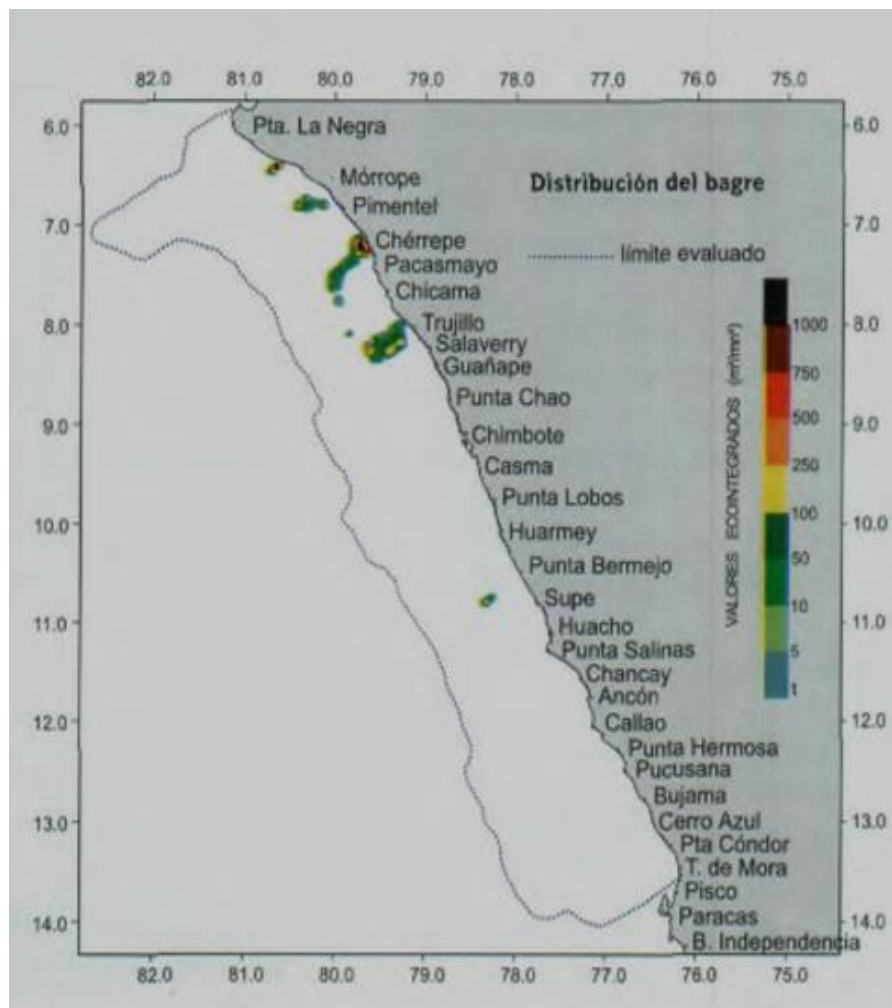 82.0 81.0 80.0 79.0 78.0 77.0 76.0 75.0
6.0 Pta. La Negra 6.0
Mórrope
Distribución del bagre
Pimentel
7.0 7.0
Chérrepe
límite evaluado
Pacasmayo
Chicama
8.0 Trujillo 1000 8.0
Salaverry
Guañape 750
Punta Chao
500
9.0 9.0
Chimbote
Casma 250
Punta Lobos
100
10.0 Huarmey 10.0
Punta Bermejo 50
Supe 10
11.0 11.0
Huacho
Punta Salinas 5
Chancay
Ancón 1
VALORES ECOINTEGRADOS (m²/mn²)
12.0 Callao 12.0
Punta Hermosa
Pucusana
Bujama
13.0 Cerro Azul 13.0
Pta Cóndor
T. de Mora
Pisco
14.0 Paracas 14.0
B. Independencia
82.0 81.0 80.0 79.0 78.0 77.0 76.0 75.0